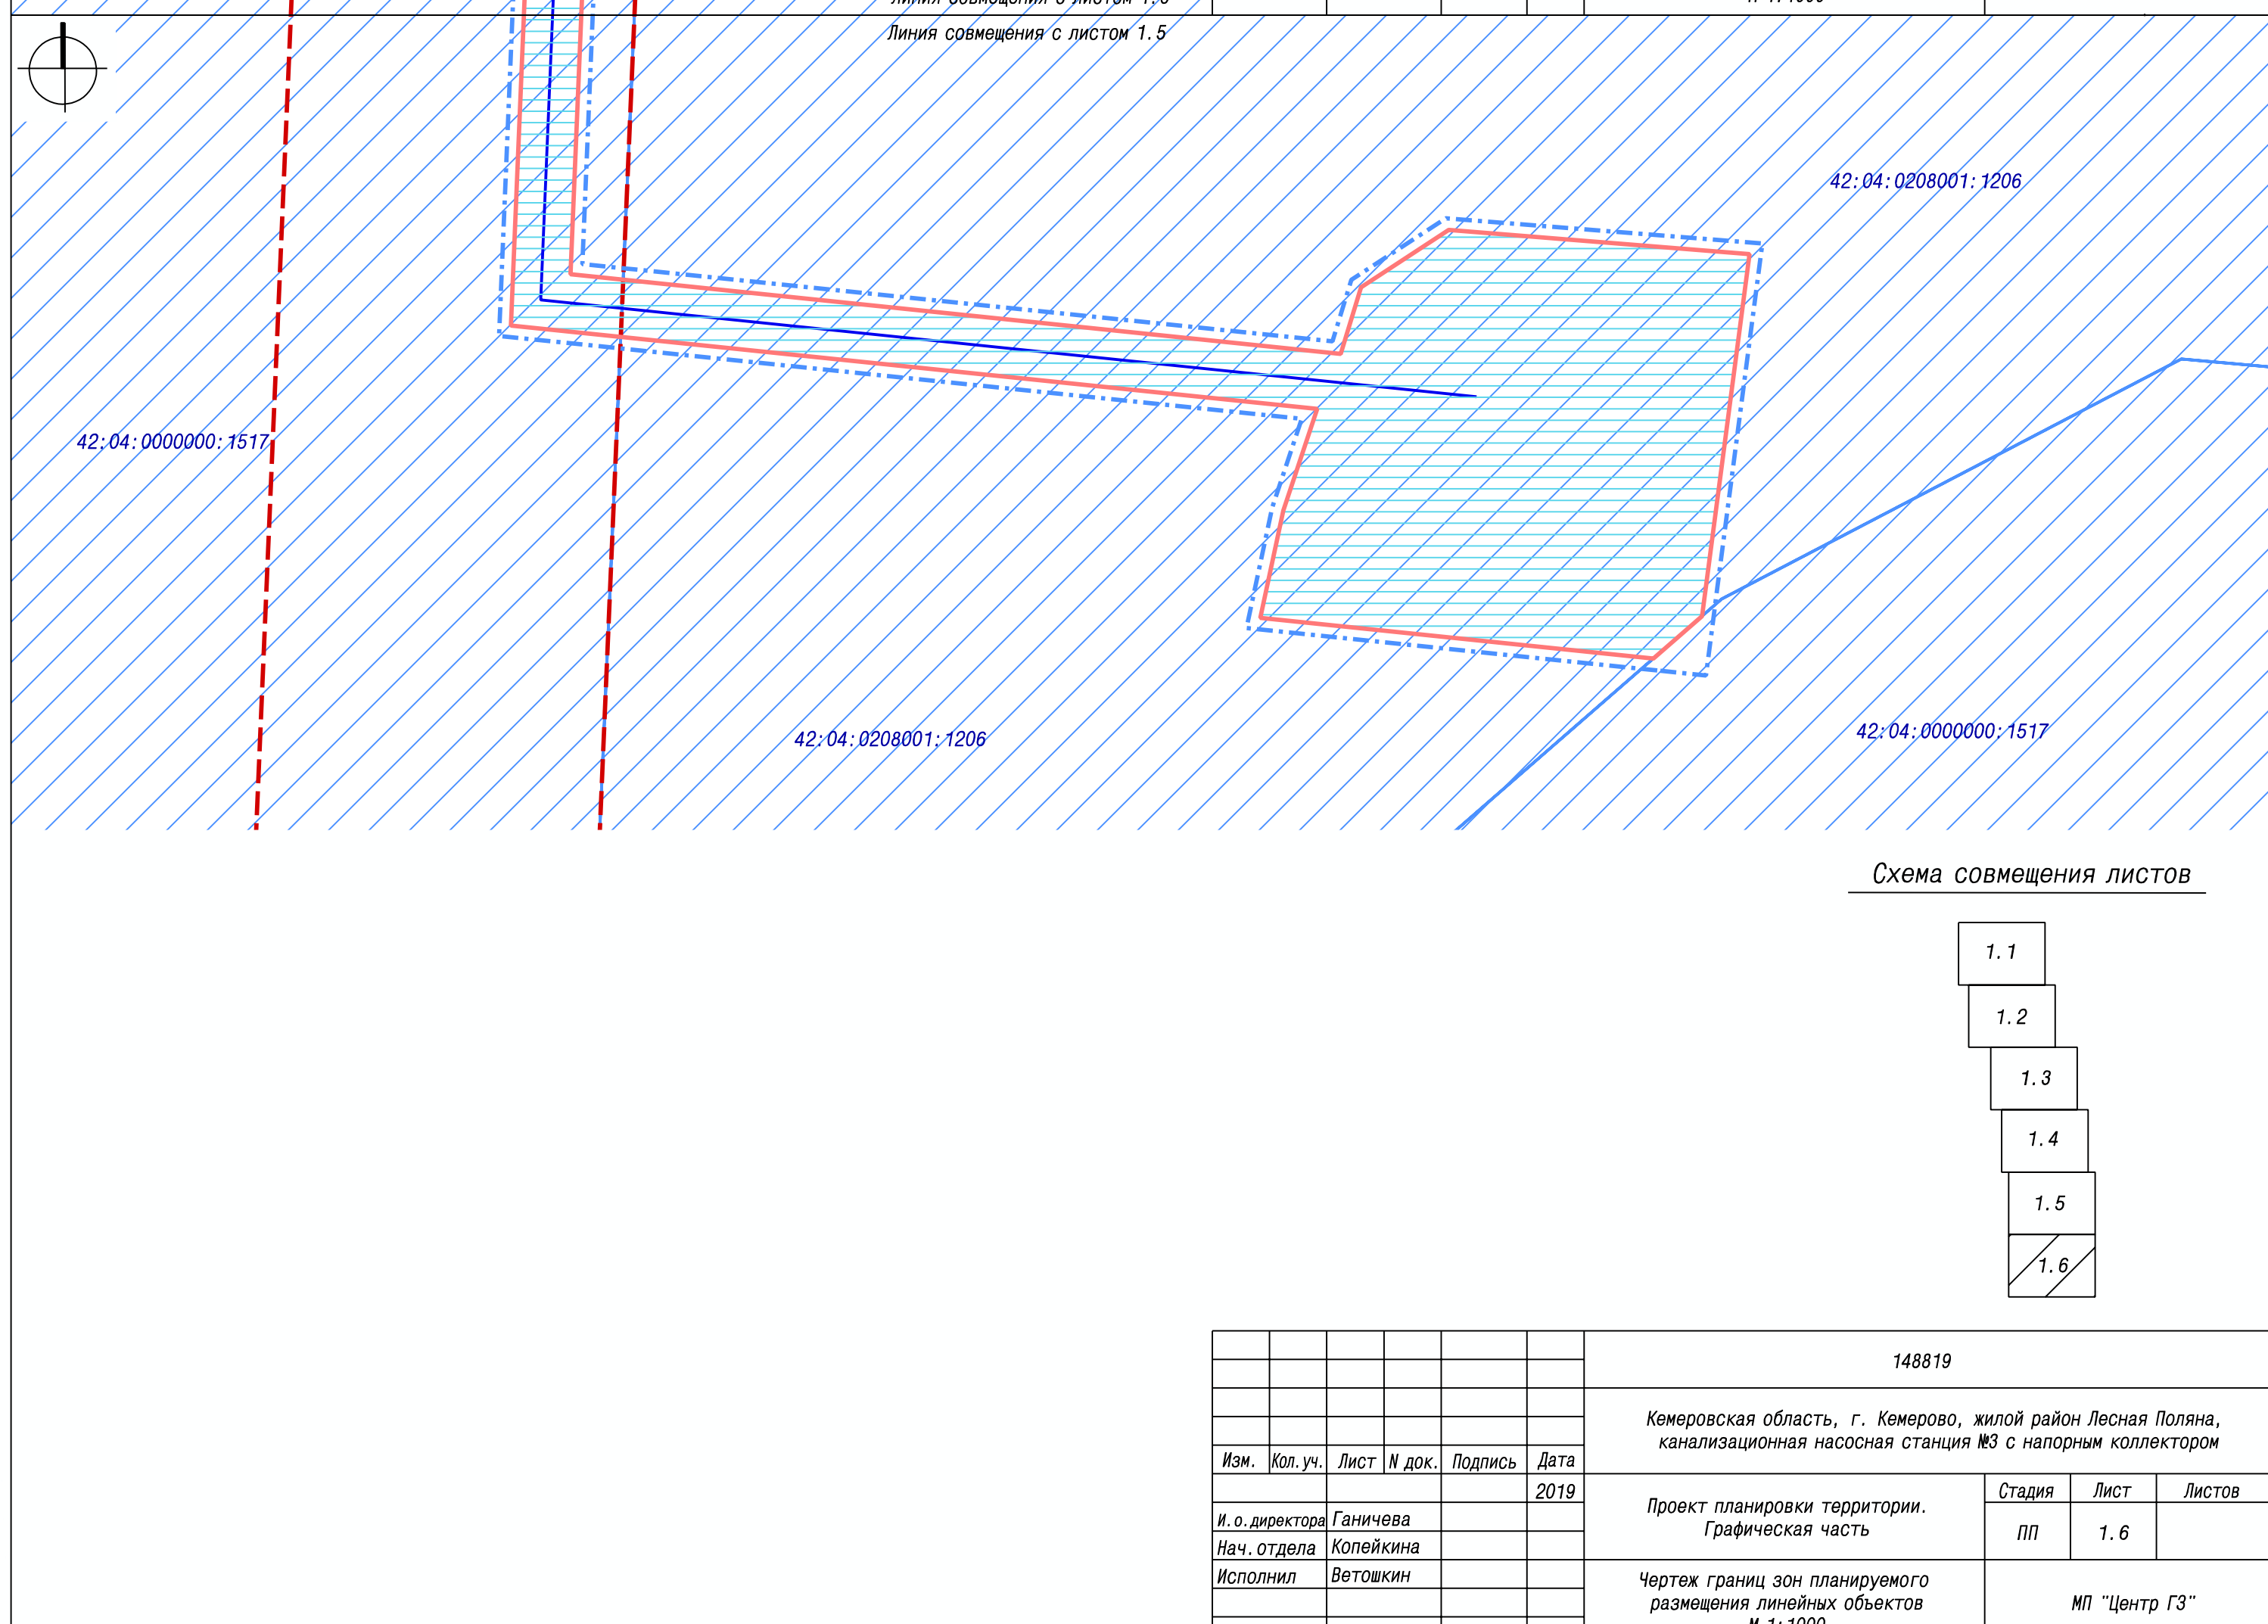 Линия совмещения с листом 1.5
42:04:0208001:1206
42:04:0000000:1517
42:04:0208001:1206
42:04:0000000:1517
Схема совмещения листов
1.1
1.2
1.3
1.4
1.5
1.6
148819
Кемеровская область, г. Кемерово, жилой район Лесная Поляна,
канализационная насосная станция №3 с напорным коллектором
Изм. Кол.уч. Лист N док. Подпись Дата
2019
Проект планировки территории.
Графическая часть
Стадия Лист Листов
ПП 1.6
И.о.директора Ганичева
Нач.отдела Копейкина
Исполнил Ветошкин
Чертеж границ зон планируемого
размещения линейных объектов
М 1:1000
МП "Центр ГЗ"